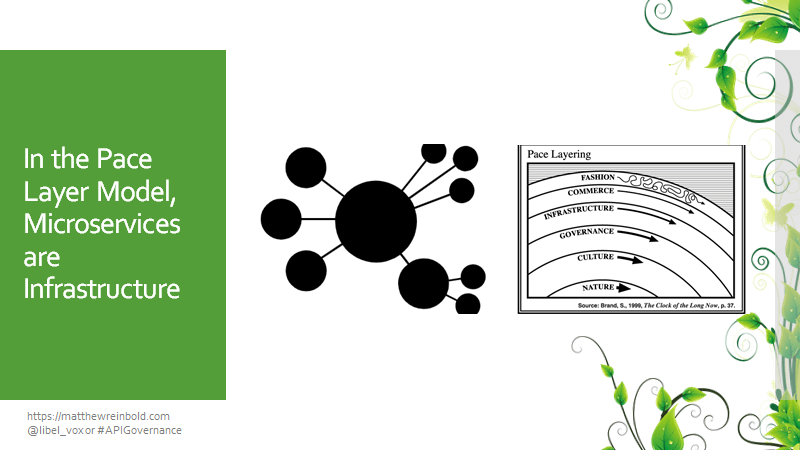 In the Pace
Layer Model,
Microservices
are
Infrastructure
Pace Layering
FASHION
COMMERCE
INFRASTRUCTURE
GOVERNANCE
CULTURE
NATURE
Source: Brand, S., 1999, The Clock of the Long Now, p. 37.
https://matthewreinbold.com
@libel_vox or #APIGovernance